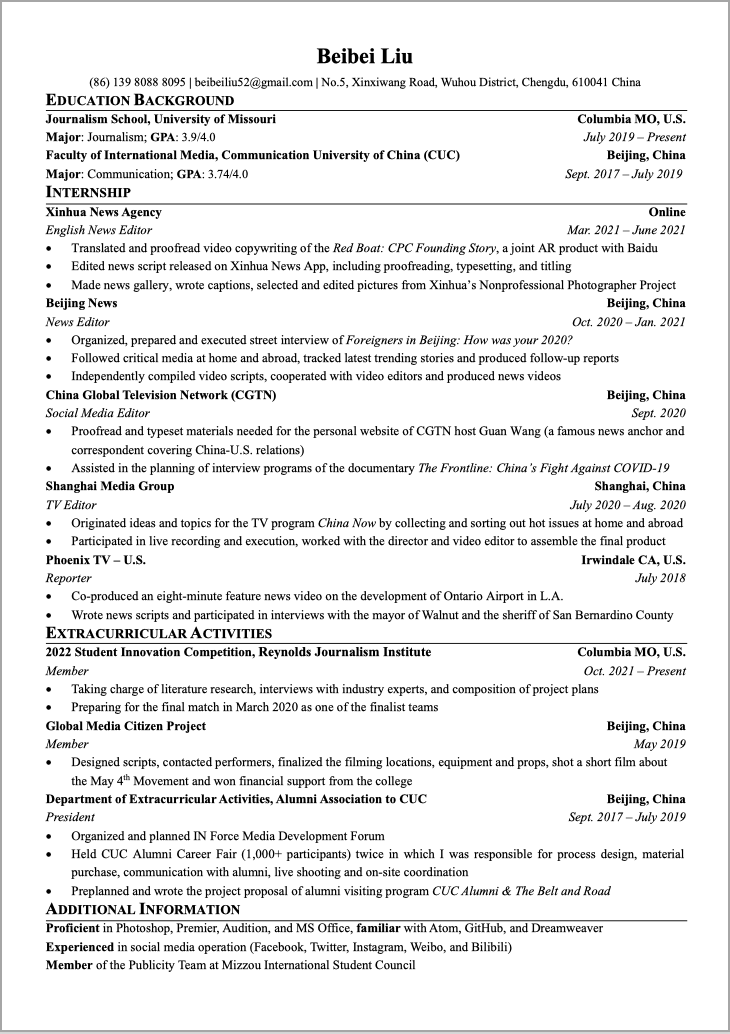 Beibei Liu
(86) 139 8088 8095 | beibeiliu52@gmail.com | No.5, Xinxiwang Road, Wuhou District, Chengdu, 610041 China
EDUCATION BACKGROUND
Journalism School, University of Missouri Columbia MO, U.S.
Major: Journalism; GPA: 3.9/4.0 July 2019 – Present
Faculty of International Media, Communication University of China (CUC) Beijing, China
Major: Communication; GPA: 3.74/4.0 Sept. 2017 – July 2019
INTERNSHIP
Xinhua News Agency Online
English News Editor Mar. 2021 – June 2021
• Translated and proofread video copywriting of the Red Boat: CPC Founding Story, a joint AR product with Baidu
• Edited news script released on Xinhua News App, including proofreading, typesetting, and titling
• Made news gallery, wrote captions, selected and edited pictures from Xinhua's Nonprofessional Photographer Project
Beijing News Beijing, China
News Editor Oct. 2020 – Jan. 2021
• Organized, prepared and executed street interview of Foreigners in Beijing: How was your 2020?
• Followed critical media at home and abroad, tracked latest trending stories and produced follow-up reports
• Independently compiled video scripts, cooperated with video editors and produced news videos
China Global Television Network (CGTN) Beijing, China
Social Media Editor Sept. 2020
• Proofread and typeset materials needed for the personal website of CGTN host Guan Wang (a famous news anchor and
correspondent covering China-U.S. relations)
• Assisted in the planning of interview programs of the documentary The Frontline: China's Fight Against COVID-19
Shanghai Media Group Shanghai, China
TV Editor July 2020 – Aug. 2020
• Originated ideas and topics for the TV program China Now by collecting and sorting out hot issues at home and abroad
• Participated in live recording and execution, worked with the director and video editor to assemble the final product
Phoenix TV – U.S. Irwindale CA, U.S.
Reporter July 2018
• Co-produced an eight-minute feature news video on the development of Ontario Airport in L.A.
• Wrote news scripts and participated in interviews with the mayor of Walnut and the sheriff of San Bernardino County
EXTRACURRICULAR ACTIVITIES
2022 Student Innovation Competition, Reynolds Journalism Institute Columbia MO, U.S.
Member Oct. 2021 – Present
• Taking charge of literature research, interviews with industry experts, and composition of project plans
• Preparing for the final match in March 2020 as one of the finalist teams
Global Media Citizen Project Beijing, China
Member May 2019
• Designed scripts, contacted performers, finalized the filming locations, equipment and props, shot a short film about
the May 4th Movement and won financial support from the college
Department of Extracurricular Activities, Alumni Association to CUC Beijing, China
President Sept. 2017 – July 2019
• Organized and planned IN Force Media Development Forum
• Held CUC Alumni Career Fair (1,000+ participants) twice in which I was responsible for process design, material
purchase, communication with alumni, live shooting and on-site coordination
• Preplanned and wrote the project proposal of alumni visiting program CUC Alumni & The Belt and Road
ADDITIONAL INFORMATION
Proficient in Photoshop, Premier, Audition, and MS Office, familiar with Atom, GitHub, and Dreamweaver
Experienced in social media operation (Facebook, Twitter, Instagram, Weibo, and Bilibili)
Member of the Publicity Team at Mizzou International Student Council